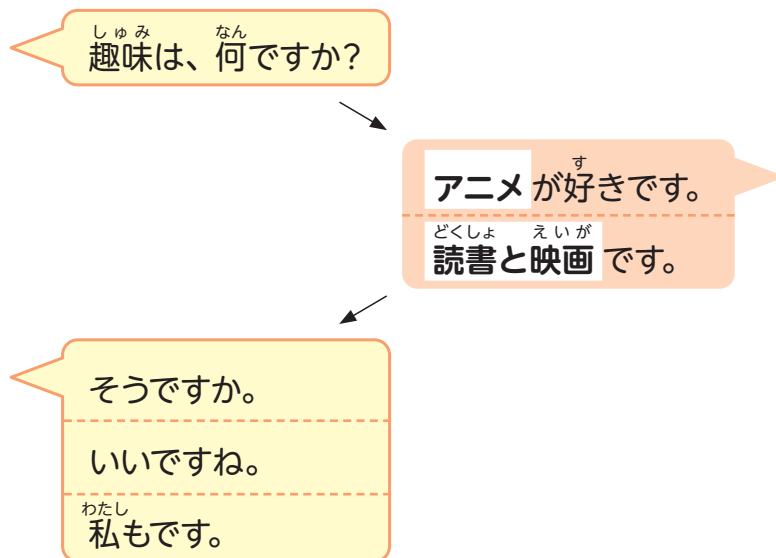 しゅみ なん
趣味は、何ですか?
す
アニメが好きです。
どくしょ えいが
読書と映画です。
そうですか。
いいですね。
わたし
私もです。